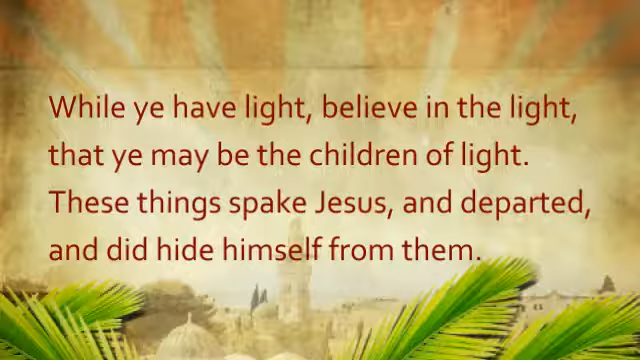 While ye have light, believe in the light,
that ye may be the children of light.
These things spake Jesus, and departed,
and did hide himself from them.